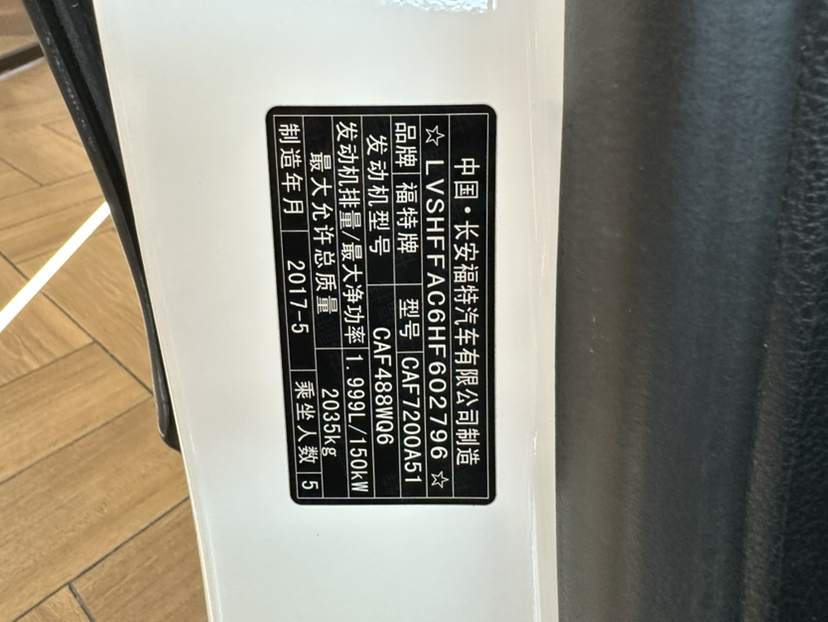 中国·长安福特汽车有限公司制造
☆LVSHFFAC6HF602796☆
品牌 福特牌 型号 CAF7200A51
发动机型号 CAF488WQ6
发动机排量/最大净功率 1.999L/150kW
最大允许总质量 2035kg
制造年月 2017-5 乘坐人数 5